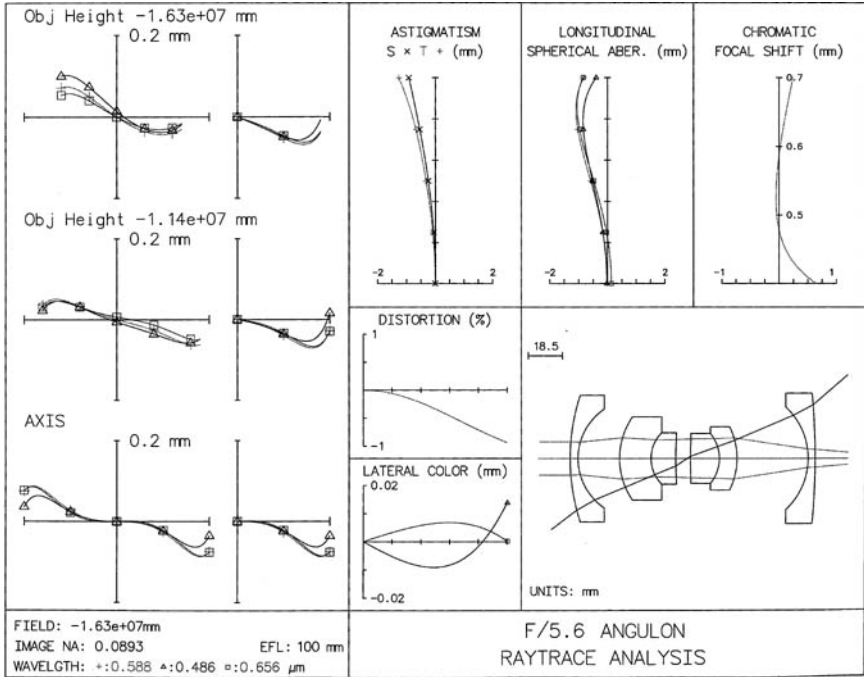 Obj Height -1.63e+07 mm
0.2 mm
Obj Height -1.14e+07 mm
0.2 mm
AXIS
0.2 mm
ASTIGMATISM
S × T + (mm)
-2 2
LONGITUDINAL
SPHERICAL ABER. (mm)
-2 2
CHROMATIC
FOCAL SHIFT (mm)
0.7
0.6
0.5
-1 1
DISTORTION (%)
1
-1
LATERAL COLOR (mm)
0.02
-0.02
18.5
UNITS: mm
FIELD: -1.63e+07mm
IMAGE NA: 0.0893 EFL: 100 mm
WAVELGTH: +:0.588 ▵:0.486 ▫:0.656 µm
F/5.6 ANGULON
RAYTRACE ANALYSIS